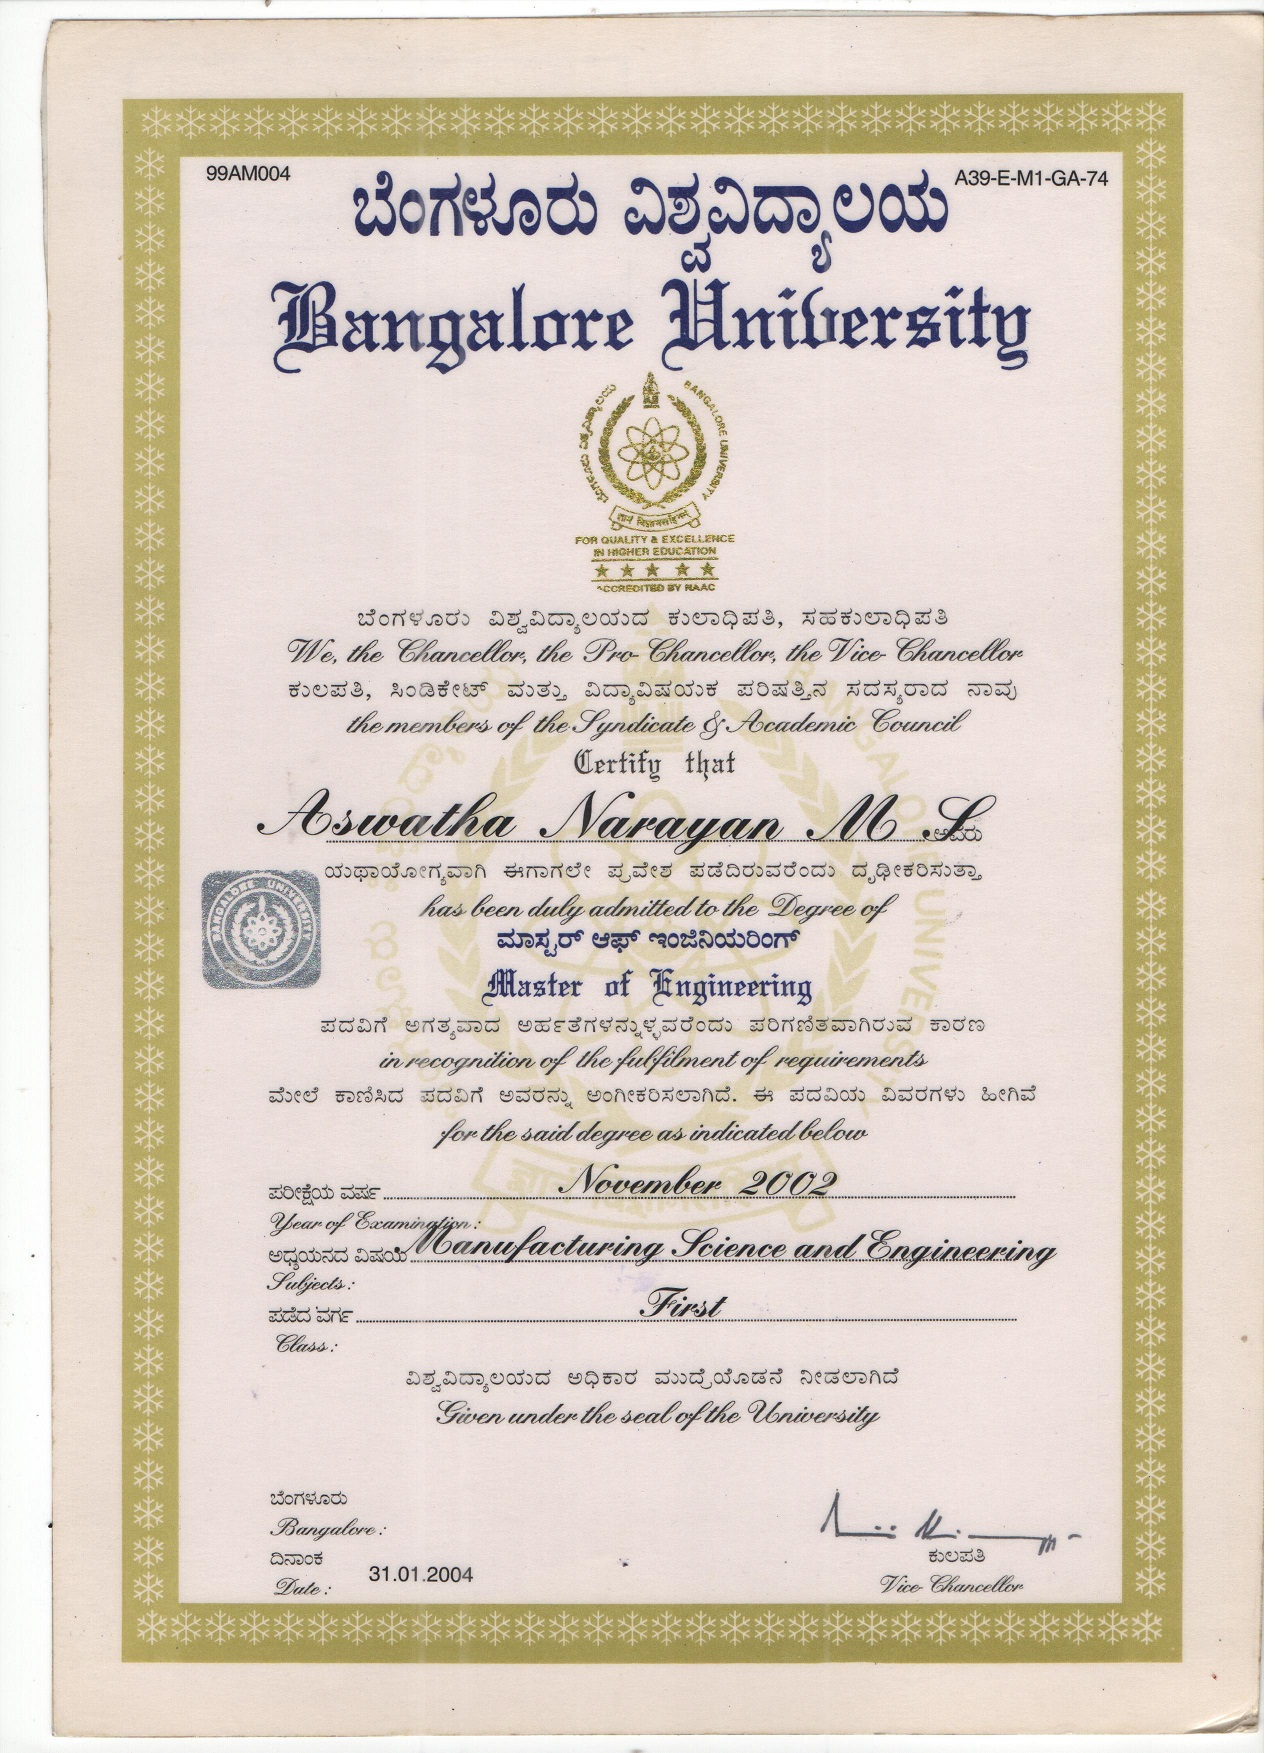 99AM004
A39-E-M1-GA-74
ಬೆಂಗಳೂರು ವಿಶ್ವವಿದ್ಯಾಲಯ
Bangalore University
ಬೆಂಗಳೂರು ವಿಶ್ವವಿದ್ಯಾಲಯ BANGALORE UNIVERSITY
ज्ञानं विज्ञानसहितम्
FOR QUALITY & EXCELLENCE
IN HIGHER EDUCATION
ACCREDITED BY NAAC
ಬೆಂಗಳೂರು ವಿಶ್ವವಿದ್ಯಾಲಯದ ಕುಲಾಧಿಪತಿ, ಸಹಕುಲಾಧಿಪತಿ
We, the Chancellor, the Pro-Chancellor, the Vice-Chancellor
ಕುಲಪತಿ, ಸಿಂಡಿಕೇಟ್ ಮತ್ತು ವಿದ್ಯಾವಿಷಯಕ ಪರಿಷತ್ತಿನ ಸದಸ್ಯರಾದ ನಾವು
the members of the Syndicate & Academic Council
Certify that
Aswatha Narayan M S ಅವರು
ಯಥಾಯೋಗ್ಯವಾಗಿ ಈಗಾಗಲೇ ಪ್ರವೇಶ ಪಡೆದಿರುವರೆಂದು ದೃಢೀಕರಿಸುತ್ತಾ
has been duly admitted to the Degree of
BANGALORE UNIVERSITY
ಮಾಸ್ಟರ್ ಆಫ್ ಇಂಜಿನಿಯರಿಂಗ್
Master of Engineering
ಪದವಿಗೆ ಅಗತ್ಯವಾದ ಅರ್ಹತೆಗಳನ್ನುಳ್ಳವರೆಂದು ಪರಿಗಣಿತವಾಗಿರುವ ಕಾರಣ
in recognition of the fulfilment of requirements
ಮೇಲೆ ಕಾಣಿಸಿದ ಪದವಿಗೆ ಅವರನ್ನು ಅಂಗೀಕರಿಸಲಾಗಿದೆ. ಈ ಪದವಿಯ ವಿವರಗಳು ಹೀಗಿವೆ
for the said degree as indicated below
ಪರೀಕ್ಷೆಯ ವರ್ಷ November 2002
Year of Examination:
ಅಧ್ಯಯನದ ವಿಷಯ Manufacturing Science and Engineering
Subjects:
ಪಡೆದ ವರ್ಗ First
Class:
ವಿಶ್ವವಿದ್ಯಾಲಯದ ಅಧಿಕಾರ ಮುದ್ರೆಯೊಡನೆ ನೀಡಲಾಗಿದೆ
Given under the seal of the University
ಬೆಂಗಳೂರು
Bangalore:
ದಿನಾಂಕ
Date: 31.01.2004
ಕುಲಪತಿ
Vice-Chancellor